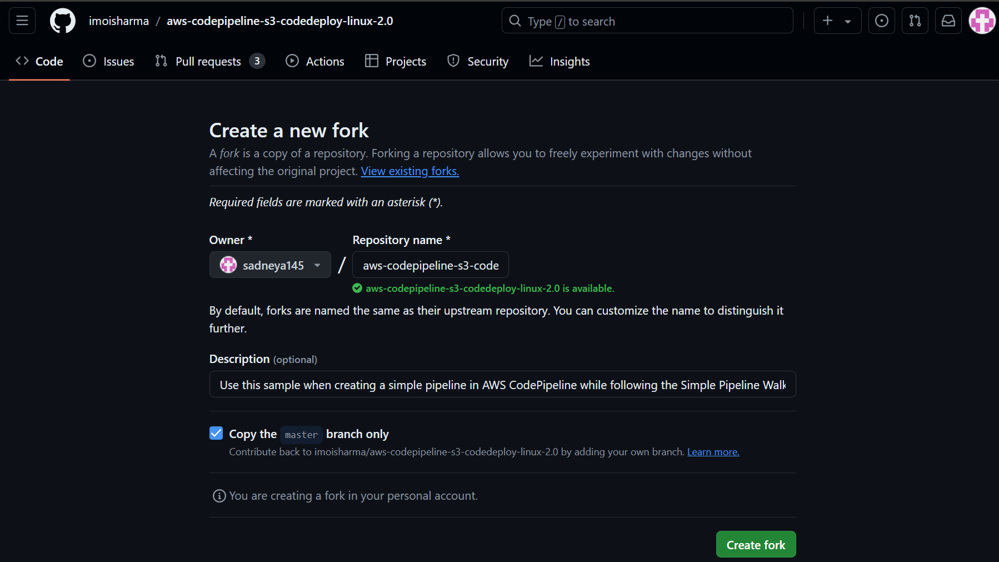 imoisharma / aws-codepipeline-s3-codedeploy-linux-2.0
Type / to search
Code Issues Pull requests 3 Actions Projects Security Insights
Create a new fork
A fork is a copy of a repository. Forking a repository allows you to freely experiment with changes without
affecting the original project. View existing forks.
Required fields are marked with an asterisk (*).
Owner * Repository name *
sadneya145 / aws-codepipeline-s3-code
aws-codepipeline-s3-codedeploy-linux-2.0 is available.
By default, forks are named the same as their upstream repository. You can customize the name to distinguish it
further.
Description (optional)
Use this sample when creating a simple pipeline in AWS CodePipeline while following the Simple Pipeline Walk
Copy the master branch only
Contribute back to imoisharma/aws-codepipeline-s3-codedeploy-linux-2.0 by adding your own branch. Learn more.
You are creating a fork in your personal account.
Create fork